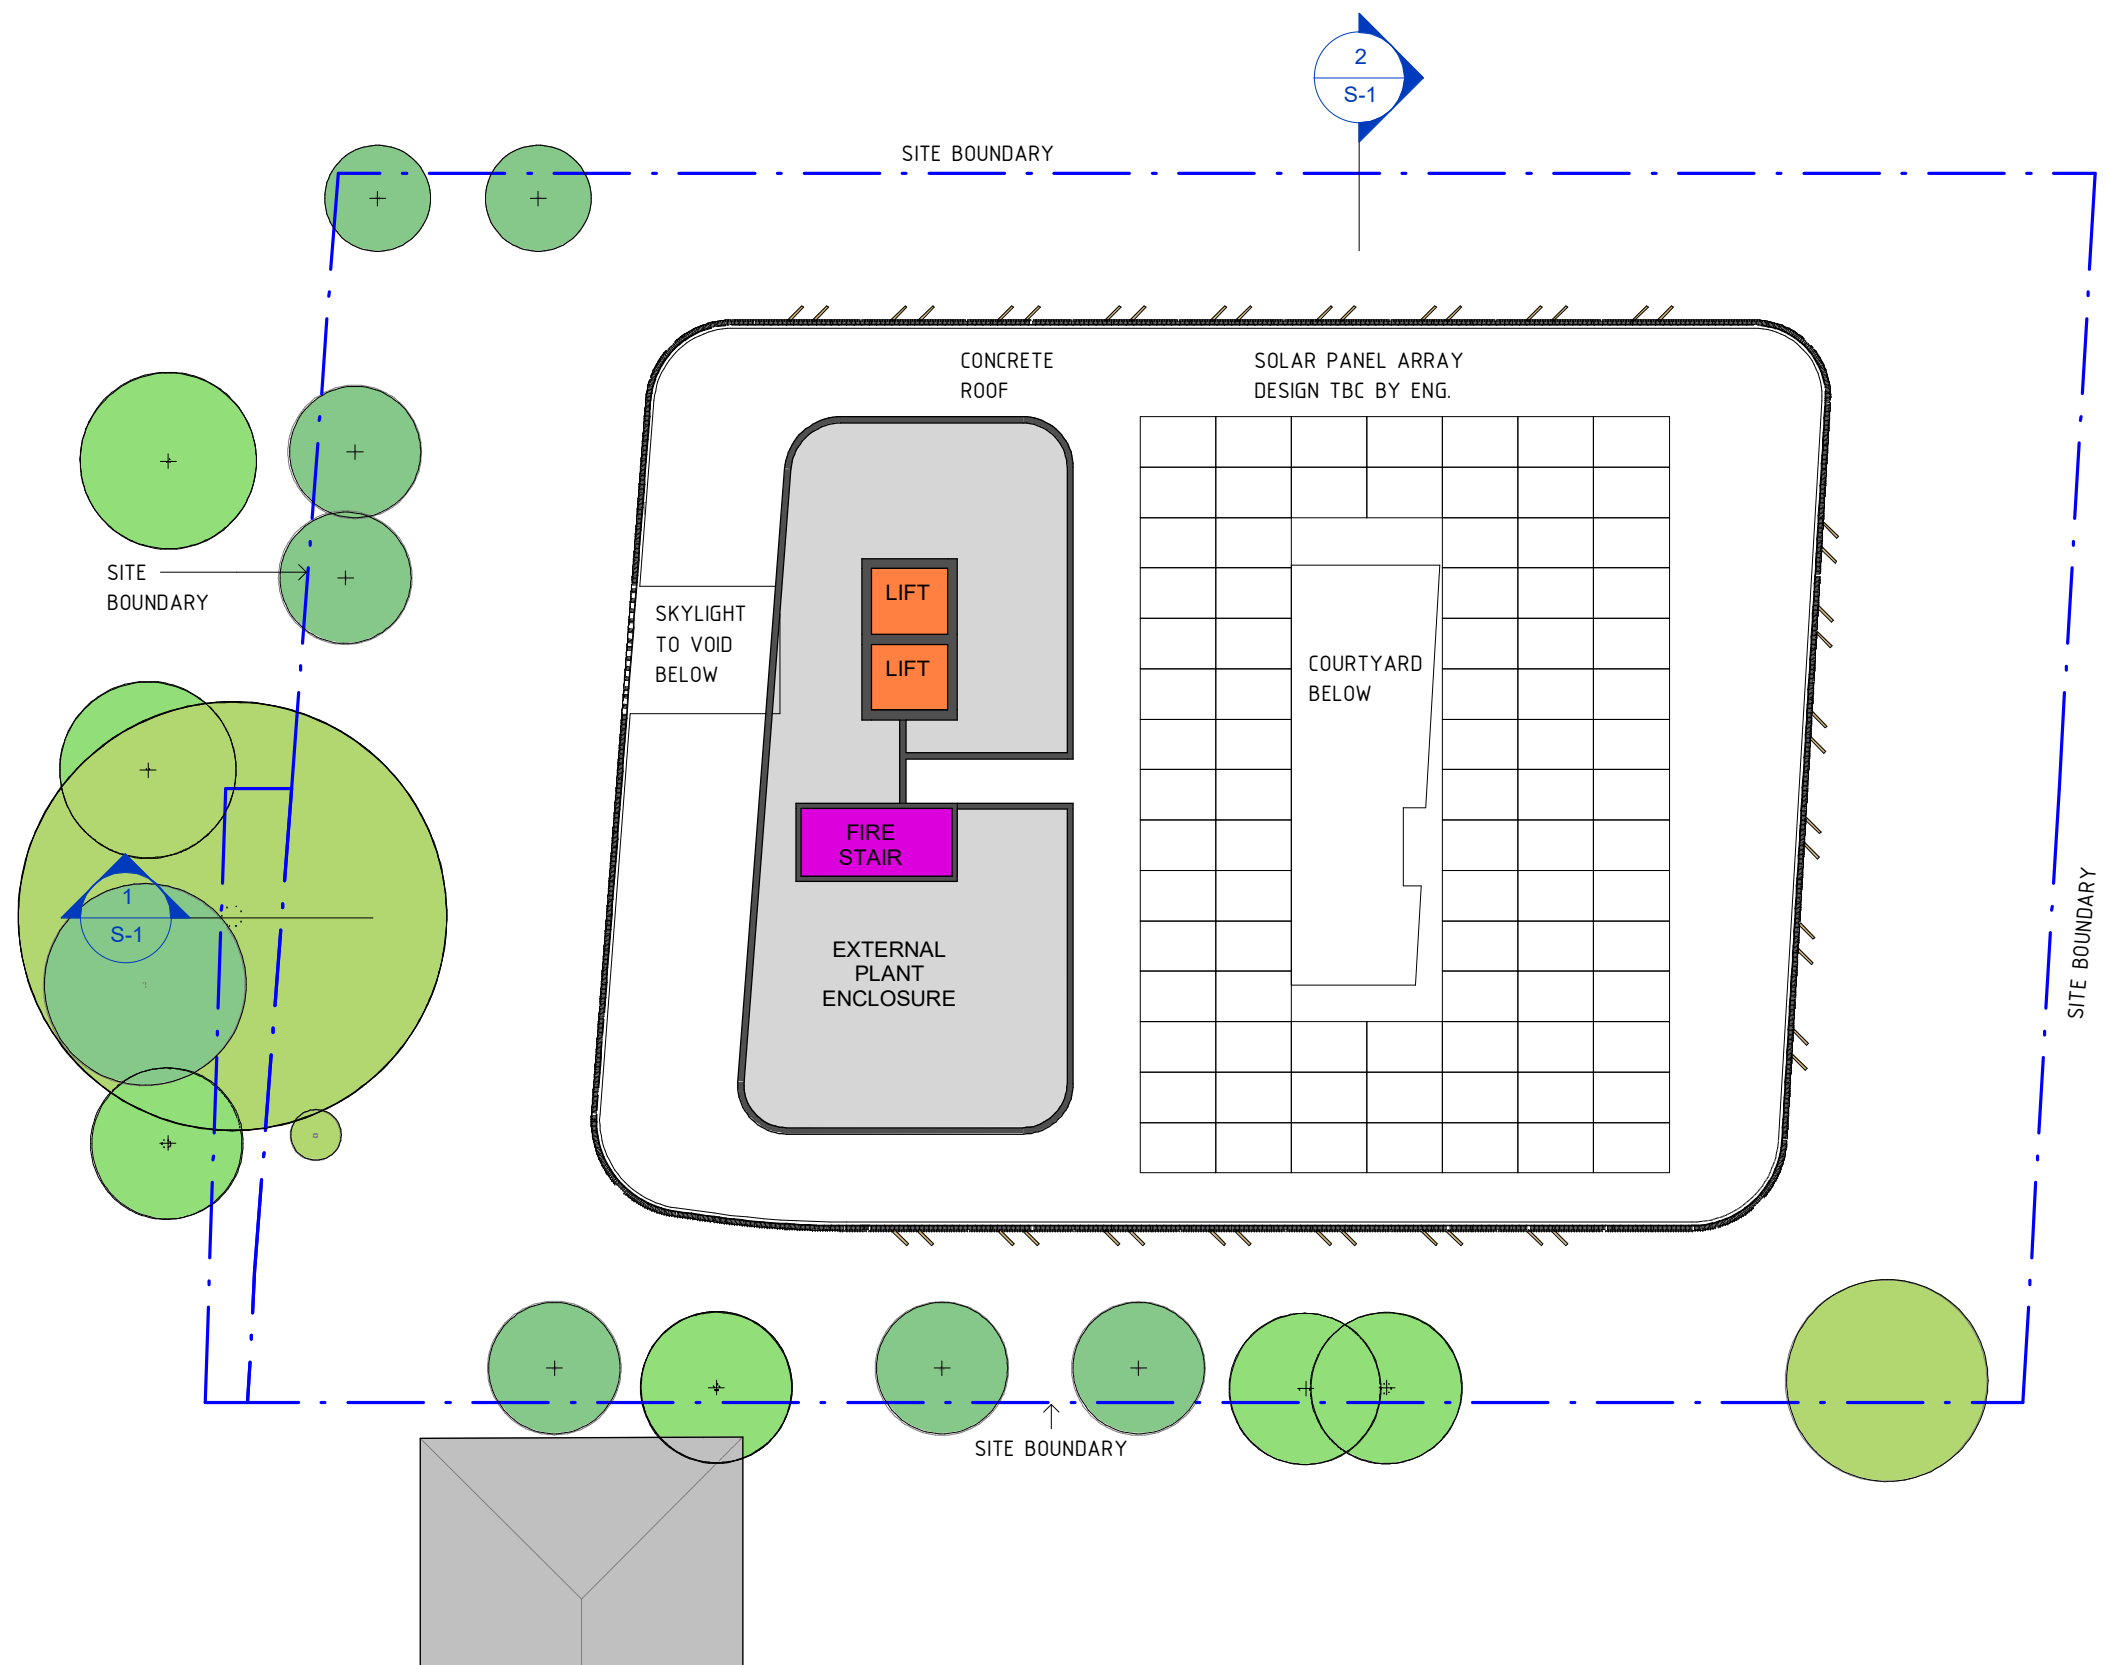 2
S-1
SITE BOUNDARY
CONCRETE
ROOF
SOLAR PANEL ARRAY
DESIGN TBC BY ENG.
SITE
BOUNDARY
SKYLIGHT
TO VOID
BELOW
LIFT
LIFT
COURTYARD
BELOW
FIRE
STAIR
1
S-1
EXTERNAL
PLANT
ENCLOSURE
SITE BOUNDARY
SITE BOUNDARY